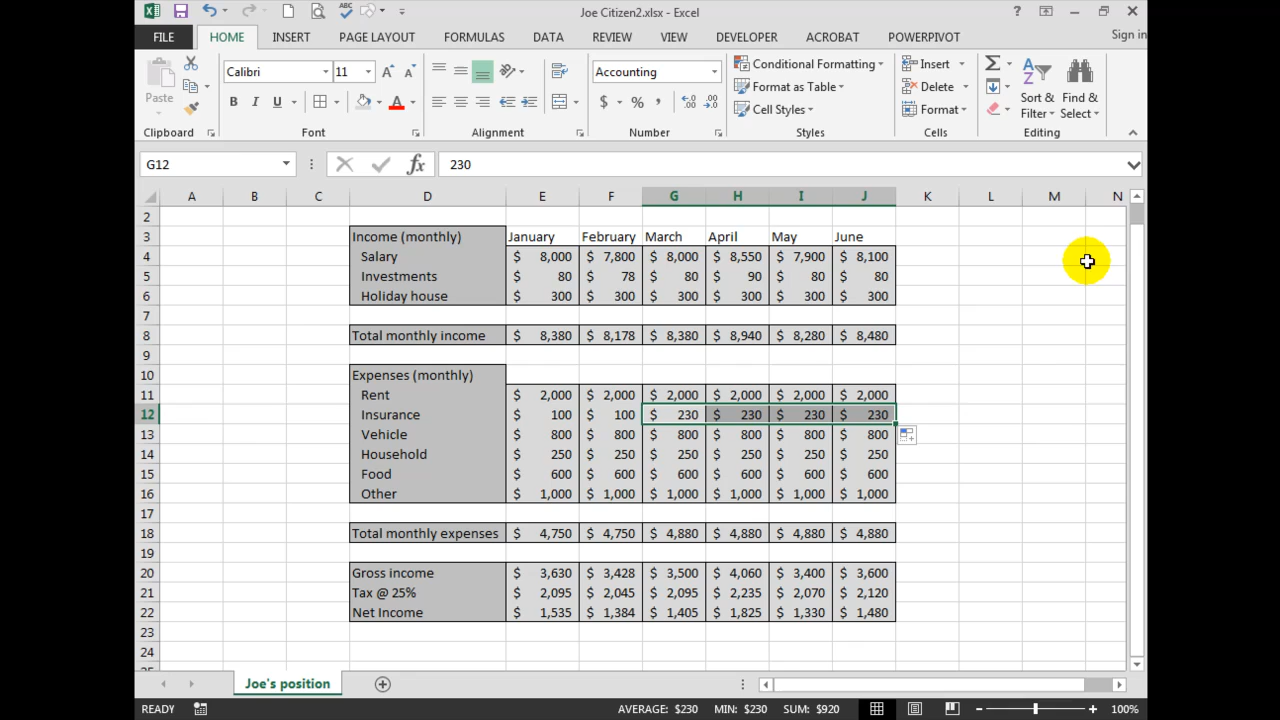 Joe Citizen2.xlsx - Excel
?
FILE HOME INSERT PAGE LAYOUT FORMULAS DATA REVIEW VIEW DEVELOPER ACROBAT POWERPIVOT Sign in
Paste
Calibri 11
B I U
A A A
Accounting
$ % ,
Conditional Formatting
Format as Table
Cell Styles
Insert
Delete
Format
Sort & Filter
Find & Select
Clipboard Font Alignment Number Styles Cells Editing
G12 fx 230
A B C D E F G H I J K L M N
2
3 Income (monthly) January February March April May June
4 Salary $ 8,000 $ 7,800 $ 8,000 $ 8,550 $ 7,900 $ 8,100
5 Investments $ 80 $ 78 $ 80 $ 90 $ 80 $ 80
6 Holiday house $ 300 $ 300 $ 300 $ 300 $ 300 $ 300
7
8 Total monthly income $ 8,380 $ 8,178 $ 8,380 $ 8,940 $ 8,280 $ 8,480
9
10 Expenses (monthly)
11 Rent $ 2,000 $ 2,000 $ 2,000 $ 2,000 $ 2,000 $ 2,000
12 Insurance $ 100 $ 100 $ 230 $ 230 $ 230 $ 230
13 Vehicle $ 800 $ 800 $ 800 $ 800 $ 800 $ 800
14 Household $ 250 $ 250 $ 250 $ 250 $ 250 $ 250
15 Food $ 600 $ 600 $ 600 $ 600 $ 600 $ 600
16 Other $ 1,000 $ 1,000 $ 1,000 $ 1,000 $ 1,000 $ 1,000
17
18 Total monthly expenses $ 4,750 $ 4,750 $ 4,880 $ 4,880 $ 4,880 $ 4,880
19
20 Gross income $ 3,630 $ 3,428 $ 3,500 $ 4,060 $ 3,400 $ 3,600
21 Tax @ 25% $ 2,095 $ 2,045 $ 2,095 $ 2,235 $ 2,070 $ 2,120
22 Net Income $ 1,535 $ 1,384 $ 1,405 $ 1,825 $ 1,330 $ 1,480
23
24
Joe's position
READY AVERAGE: $230 MIN: $230 SUM: $920 100%